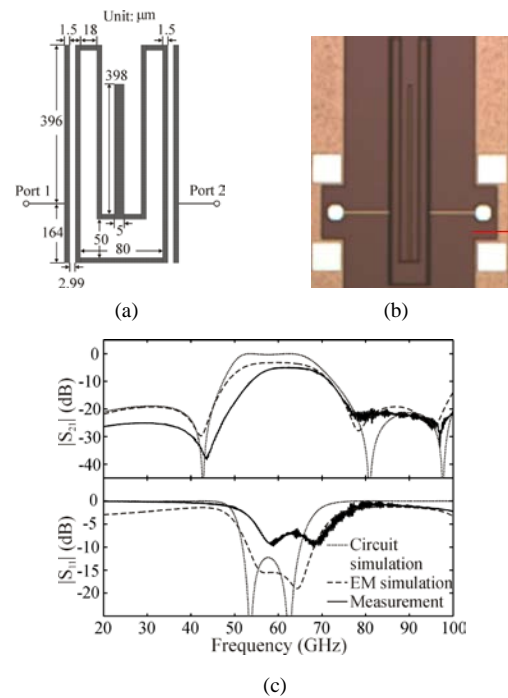 Unit: µm
1.5 18 1.5
398
396
Port 1 Port 2
164
50 5
80
2.99
(a) (b)
|S21| (dB)
0
-10
-20
-30
-40
|S11| (dB)
0
-5
-10
-15
-20
Circuit
simulation
EM simulation
Measurement
20 30 40 50 60 70 80 90 100
Frequency (GHz)
(c)